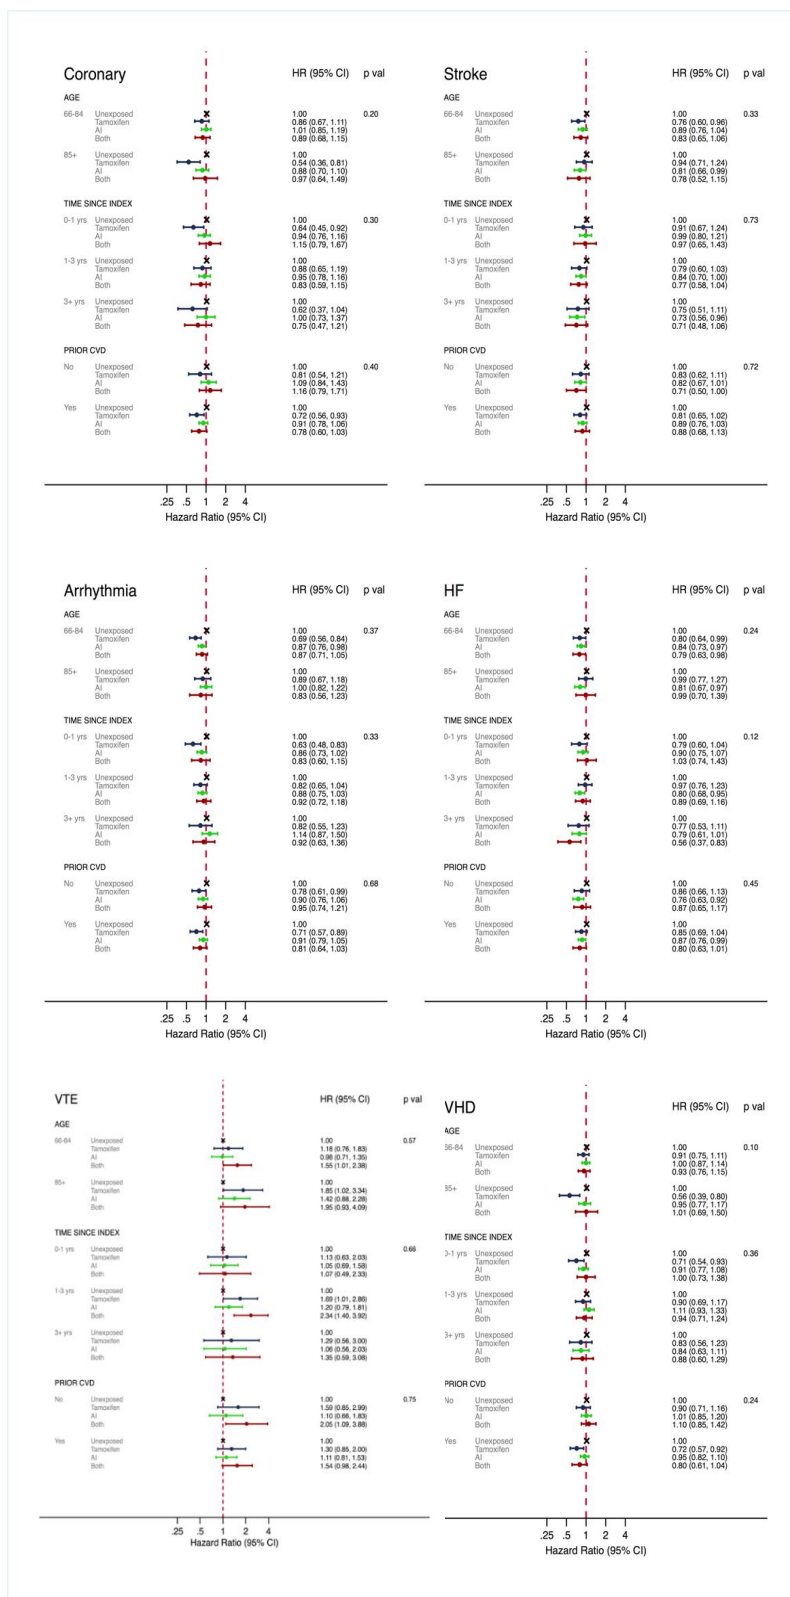 Coronary HR (95% CI) p val
AGE
66-84 Unexposed 1.00 0.20
Tamoxifen 0.86 (0.67, 1.11)
AI 1.01 (0.85, 1.19)
Both 0.89 (0.68, 1.15)
85+ Unexposed 1.00
Tamoxifen 0.54 (0.36, 0.81)
AI 0.88 (0.70, 1.10)
Both 0.97 (0.64, 1.49)
TIME SINCE INDEX
0-1 yrs Unexposed 1.00 0.30
Tamoxifen 0.64 (0.45, 0.92)
AI 0.94 (0.76, 1.16)
Both 1.15 (0.79, 1.67)
1-3 yrs Unexposed 1.00
Tamoxifen 0.88 (0.65, 1.19)
AI 0.95 (0.78, 1.16)
Both 0.83 (0.59, 1.15)
3+ yrs Unexposed 1.00
Tamoxifen 0.62 (0.37, 1.04)
AI 1.00 (0.73, 1.37)
Both 0.75 (0.47, 1.21)
PRIOR CVD
No Unexposed 1.00 0.40
Tamoxifen 0.81 (0.54, 1.21)
AI 1.09 (0.84, 1.43)
Both 1.16 (0.79, 1.71)
Yes Unexposed 1.00
Tamoxifen 0.72 (0.56, 0.93)
AI 0.91 (0.78, 1.06)
Both 0.78 (0.60, 1.03)
.25 .5 1 2 4
Hazard Ratio (95% CI)
Stroke HR (95% CI) p val
AGE
66-84 Unexposed 1.00 0.33
Tamoxifen 0.76 (0.60, 0.96)
AI 0.89 (0.76, 1.04)
Both 0.83 (0.65, 1.06)
85+ Unexposed 1.00
Tamoxifen 0.94 (0.71, 1.24)
AI 0.81 (0.66, 0.99)
Both 0.78 (0.52, 1.15)
TIME SINCE INDEX
0-1 yrs Unexposed 1.00 0.73
Tamoxifen 0.91 (0.67, 1.24)
AI 0.99 (0.80, 1.21)
Both 0.97 (0.65, 1.43)
1-3 yrs Unexposed 1.00
Tamoxifen 0.79 (0.60, 1.03)
AI 0.84 (0.70, 1.00)
Both 0.77 (0.58, 1.04)
3+ yrs Unexposed 1.00
Tamoxifen 0.75 (0.51, 1.11)
AI 0.73 (0.56, 0.96)
Both 0.71 (0.48, 1.06)
PRIOR CVD
No Unexposed 1.00 0.72
Tamoxifen 0.83 (0.62, 1.11)
AI 0.82 (0.67, 1.01)
Both 0.71 (0.50, 1.00)
Yes Unexposed 1.00
Tamoxifen 0.81 (0.65, 1.02)
AI 0.89 (0.76, 1.03)
Both 0.88 (0.68, 1.13)
.25 .5 1 2 4
Hazard Ratio (95% CI)
Arrhythmia HR (95% CI) p val
AGE
66-84 Unexposed 1.00 0.37
Tamoxifen 0.69 (0.56, 0.84)
AI 0.87 (0.76, 0.98)
Both 0.87 (0.71, 1.05)
85+ Unexposed 1.00
Tamoxifen 0.89 (0.67, 1.18)
AI 1.00 (0.82, 1.22)
Both 0.83 (0.56, 1.23)
TIME SINCE INDEX
0-1 yrs Unexposed 1.00 0.33
Tamoxifen 0.63 (0.48, 0.83)
AI 0.86 (0.73, 1.02)
Both 0.83 (0.60, 1.15)
1-3 yrs Unexposed 1.00
Tamoxifen 0.82 (0.65, 1.04)
AI 0.88 (0.75, 1.03)
Both 0.92 (0.72, 1.18)
3+ yrs Unexposed 1.00
Tamoxifen 0.82 (0.55, 1.23)
AI 1.14 (0.87, 1.50)
Both 0.92 (0.63, 1.36)
PRIOR CVD
No Unexposed 1.00 0.68
Tamoxifen 0.78 (0.61, 0.99)
AI 0.90 (0.76, 1.06)
Both 0.95 (0.74, 1.21)
Yes Unexposed 1.00
Tamoxifen 0.71 (0.57, 0.89)
AI 0.91 (0.79, 1.05)
Both 0.81 (0.64, 1.03)
.25 .5 1 2 4
Hazard Ratio (95% CI)
HF HR (95% CI) p val
AGE
66-84 Unexposed 1.00 0.24
Tamoxifen 0.80 (0.64, 0.99)
AI 0.84 (0.73, 0.97)
Both 0.79 (0.63, 0.98)
85+ Unexposed 1.00
Tamoxifen 0.99 (0.77, 1.27)
AI 0.81 (0.67, 0.97)
Both 0.99 (0.70, 1.39)
TIME SINCE INDEX
0-1 yrs Unexposed 1.00 0.12
Tamoxifen 0.79 (0.60, 1.04)
AI 0.90 (0.75, 1.07)
Both 1.03 (0.74, 1.43)
1-3 yrs Unexposed 1.00
Tamoxifen 0.97 (0.76, 1.23)
AI 0.80 (0.68, 0.95)
Both 0.89 (0.69, 1.16)
3+ yrs Unexposed 1.00
Tamoxifen 0.77 (0.53, 1.11)
AI 0.79 (0.61, 1.01)
Both 0.56 (0.37, 0.83)
PRIOR CVD
No Unexposed 1.00 0.45
Tamoxifen 0.86 (0.66, 1.13)
AI 0.76 (0.63, 0.92)
Both 0.87 (0.65, 1.17)
Yes Unexposed 1.00
Tamoxifen 0.85 (0.69, 1.04)
AI 0.87 (0.76, 0.99)
Both 0.80 (0.63, 1.01)
.25 .5 1 2 4
Hazard Ratio (95% CI)
VTE HR (95% CI) p val
AGE
66-84 Unexposed 1.00 0.57
Tamoxifen 1.18 (0.76, 1.83)
AI 0.98 (0.71, 1.35)
Both 1.55 (1.01, 2.38)
85+ Unexposed 1.00
Tamoxifen 1.85 (1.02, 3.34)
AI 1.42 (0.88, 2.28)
Both 1.95 (0.93, 4.09)
TIME SINCE INDEX
0-1 yrs Unexposed 1.00 0.66
Tamoxifen 1.13 (0.63, 2.03)
AI 1.05 (0.69, 1.58)
Both 1.07 (0.49, 2.33)
1-3 yrs Unexposed 1.00
Tamoxifen 1.69 (1.01, 2.86)
AI 1.20 (0.79, 1.81)
Both 2.34 (1.40, 3.92)
3+ yrs Unexposed 1.00
Tamoxifen 1.29 (0.56, 3.00)
AI 1.06 (0.56, 2.03)
Both 1.35 (0.59, 3.08)
PRIOR CVD
No Unexposed 1.00 0.75
Tamoxifen 1.59 (0.85, 2.99)
AI 1.10 (0.66, 1.83)
Both 2.05 (1.09, 3.88)
Yes Unexposed 1.00
Tamoxifen 1.30 (0.85, 2.00)
AI 1.11 (0.81, 1.53)
Both 1.54 (0.98, 2.44)
.25 .5 1 2 4
Hazard Ratio (95% CI)
VHD HR (95% CI) p val
AGE
66-84 Unexposed 1.00 0.10
Tamoxifen 0.91 (0.75, 1.11)
AI 1.00 (0.87, 1.14)
Both 0.93 (0.76, 1.15)
85+ Unexposed 1.00
Tamoxifen 0.56 (0.39, 0.80)
AI 0.95 (0.77, 1.17)
Both 1.01 (0.69, 1.50)
TIME SINCE INDEX
0-1 yrs Unexposed 1.00 0.36
Tamoxifen 0.71 (0.54, 0.93)
AI 0.91 (0.77, 1.08)
Both 1.00 (0.73, 1.38)
1-3 yrs Unexposed 1.00
Tamoxifen 0.90 (0.69, 1.17)
AI 1.11 (0.93, 1.33)
Both 0.94 (0.71, 1.24)
3+ yrs Unexposed 1.00
Tamoxifen 0.83 (0.56, 1.23)
AI 0.84 (0.63, 1.11)
Both 0.88 (0.60, 1.29)
PRIOR CVD
No Unexposed 1.00 0.24
Tamoxifen 0.90 (0.71, 1.16)
AI 1.01 (0.85, 1.20)
Both 1.10 (0.85, 1.42)
Yes Unexposed 1.00
Tamoxifen 0.72 (0.57, 0.92)
AI 0.95 (0.82, 1.10)
Both 0.80 (0.61, 1.04)
.25 .5 1 2 4
Hazard Ratio (95% CI)